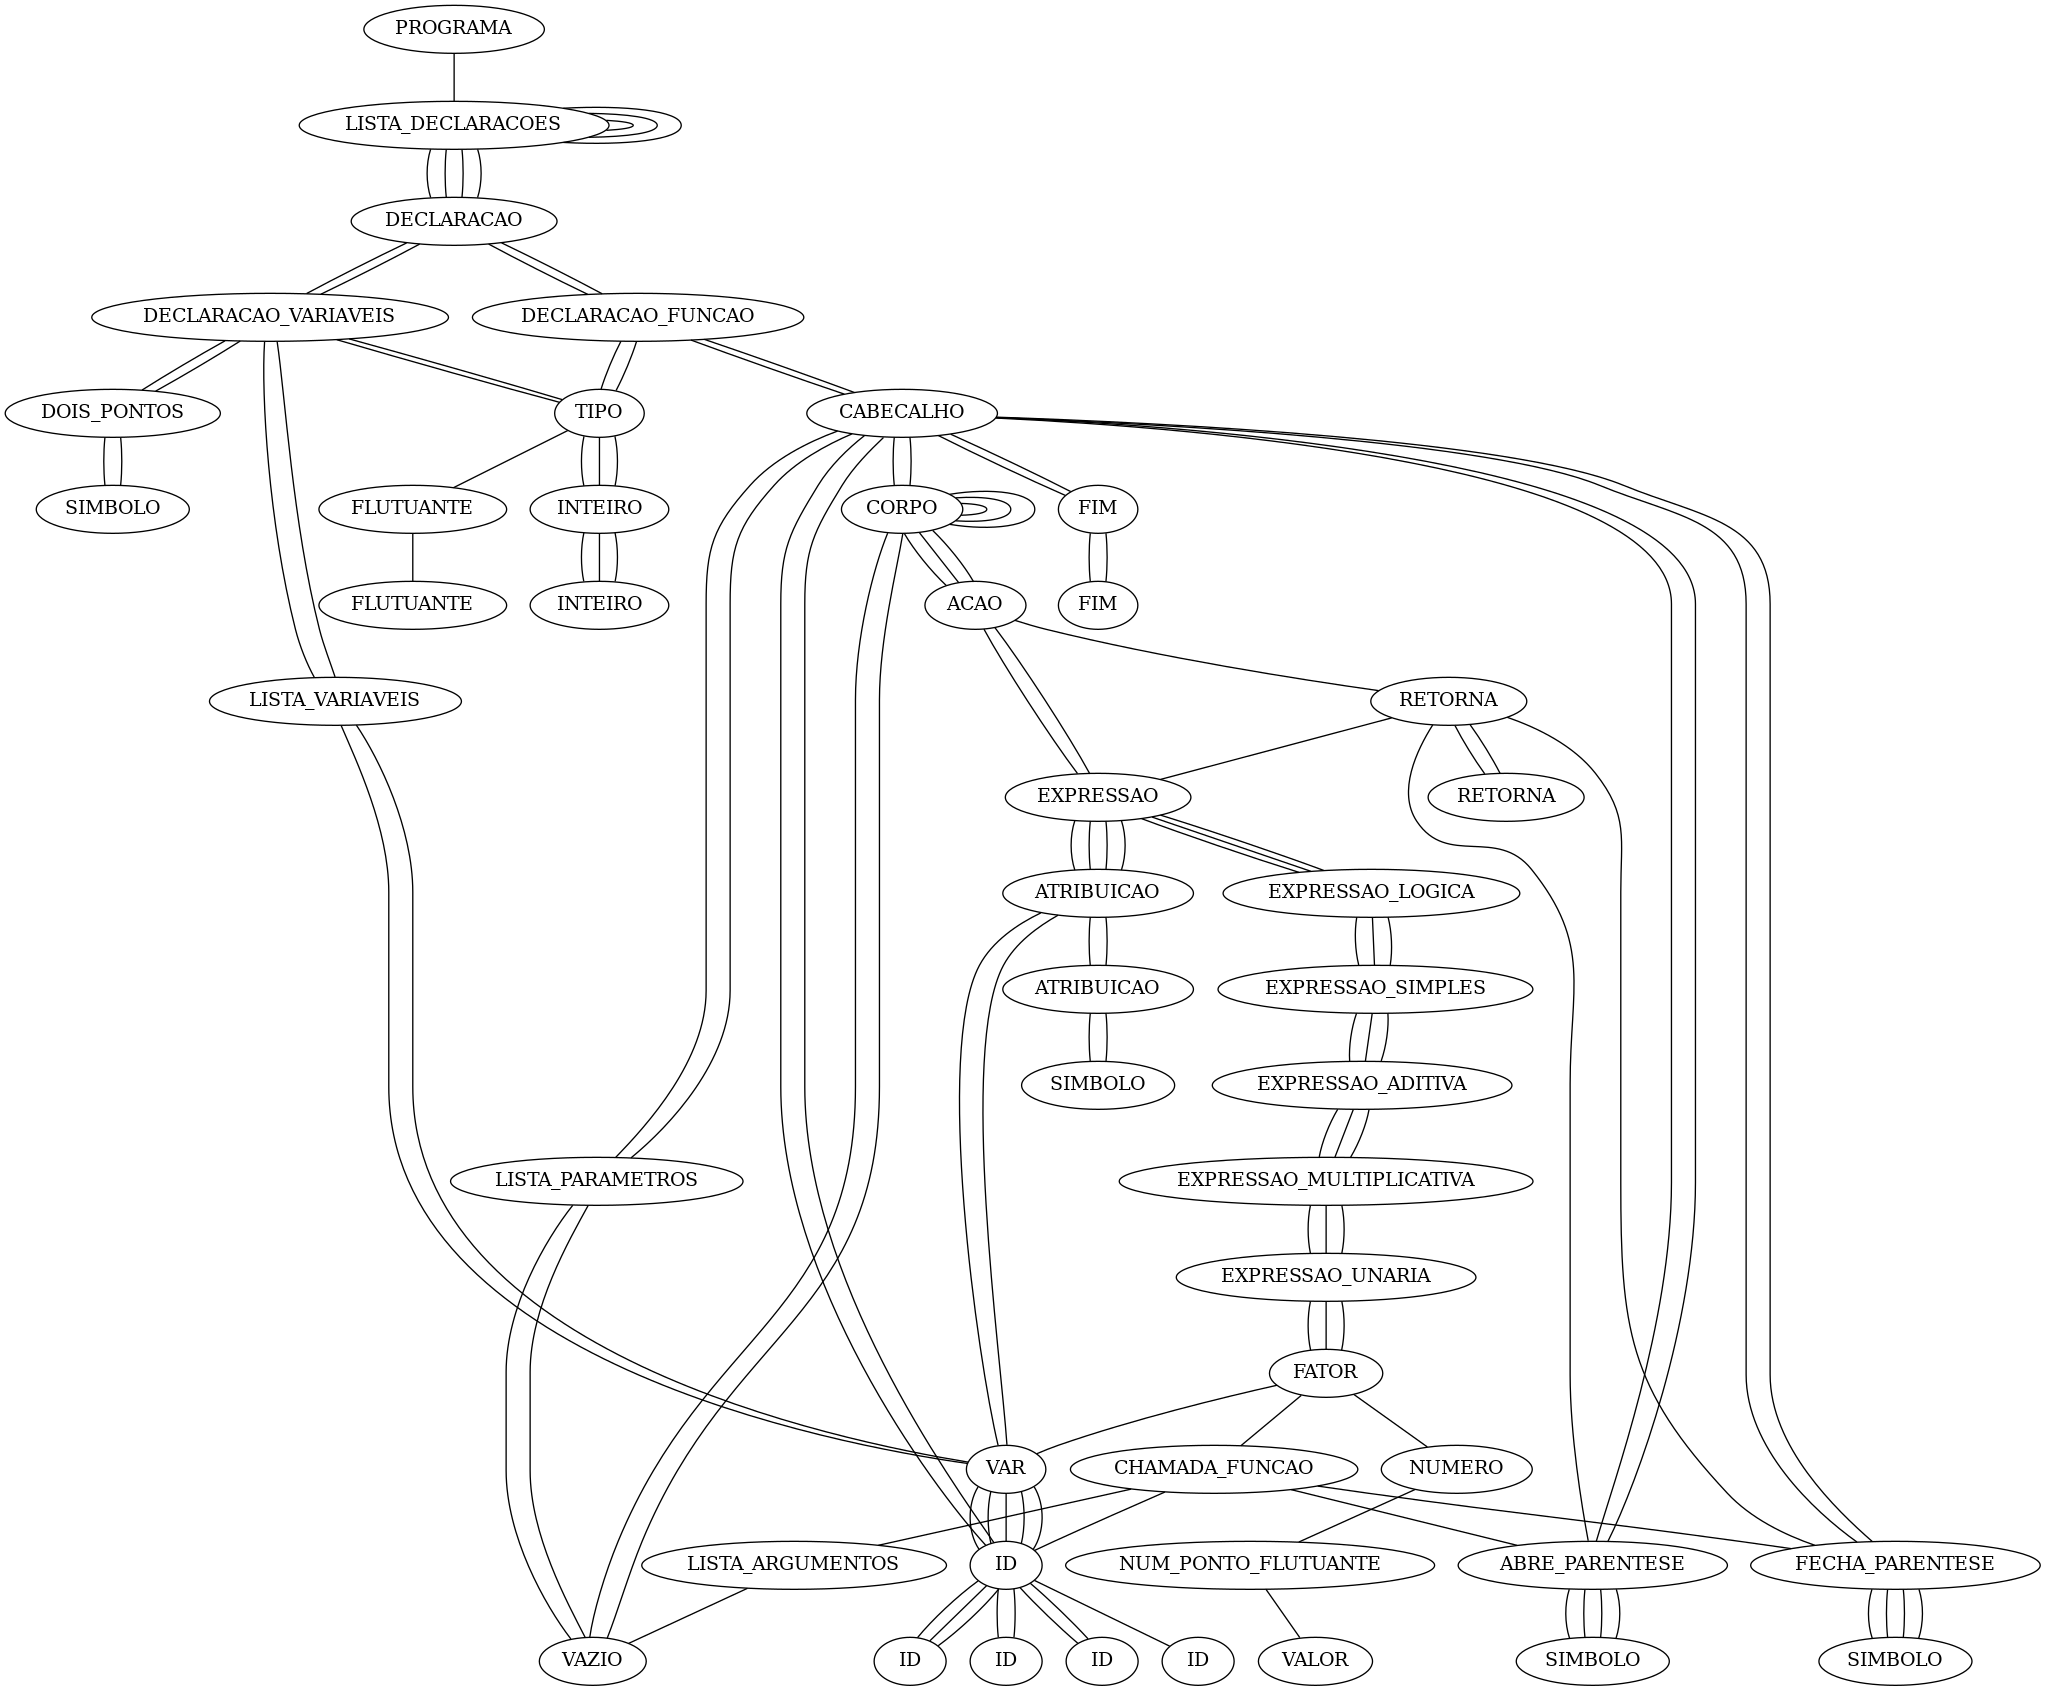 PROGRAMA
LISTA_DECLARACOES
DECLARACAO
DECLARACAO_VARIAVEIS
DECLARACAO_FUNCAO
DOIS_PONTOS
TIPO
CABECALHO
SIMBOLO
FLUTUANTE
INTEIRO
CORPO
FIM
FLUTUANTE
INTEIRO
ACAO
FIM
LISTA_VARIAVEIS
RETORNA
EXPRESSAO
RETORNA
ATRIBUICAO
EXPRESSAO_LOGICA
ATRIBUICAO
EXPRESSAO_SIMPLES
SIMBOLO
EXPRESSAO_ADITIVA
LISTA_PARAMETROS
EXPRESSAO_MULTIPLICATIVA
EXPRESSAO_UNARIA
FATOR
VAR
CHAMADA_FUNCAO
NUMERO
LISTA_ARGUMENTOS
ID
NUM_PONTO_FLUTUANTE
ABRE_PARENTESE
FECHA_PARENTESE
VAZIO
ID
ID
ID
ID
VALOR
SIMBOLO
SIMBOLO